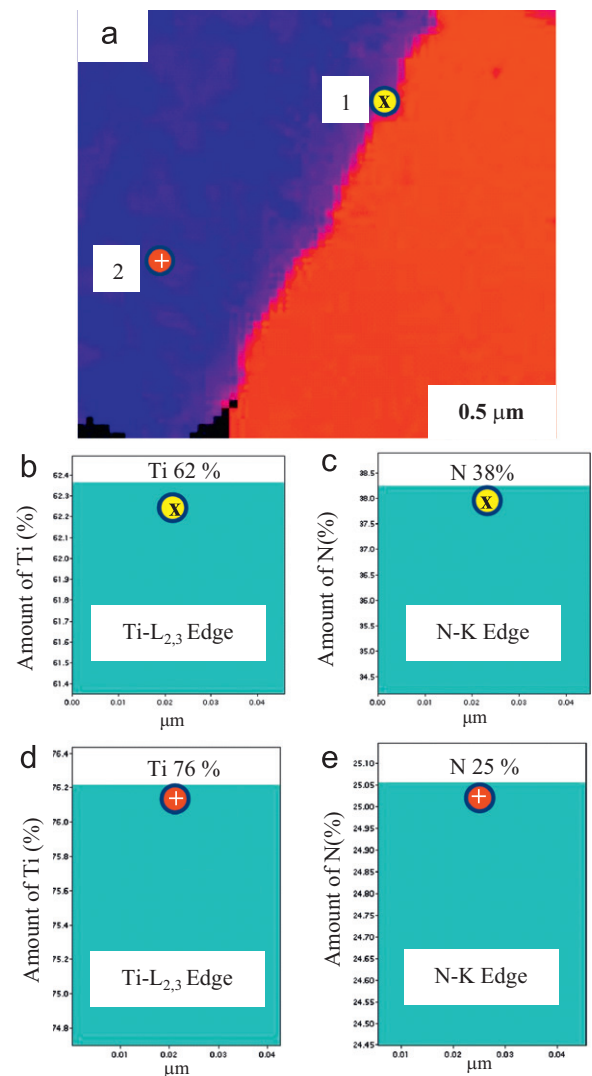 a
1
x
2
0.5 μm
b
Ti 62 %
62.4
62.3
62.2
62.1
62.0
61.9
61.8
61.7
61.6
61.5
61.4
Amount of Ti (%)
x
Ti-L2,3 Edge
0.00 0.01 0.02 0.03 0.04
μm
c
N 38%
38.5
38.0
37.5
37.0
36.5
36.0
35.5
35.0
34.5
Amount of N(%)
x
N-K Edge
0.00 0.01 0.02 0.03 0.04
μm
d
Ti 76 %
76.4
76.2
76.0
75.8
75.6
75.4
75.2
75.0
74.8
Amount of Ti (%)
Ti-L2,3 Edge
0.01 0.02 0.03 0.04
μm
e
N 25 %
25.10
25.05
25.00
24.95
24.90
24.85
24.80
24.75
24.70
24.65
24.60
24.55
24.50
24.45
Amount of N(%)
N-K Edge
0.01 0.02 0.03 0.04
μm